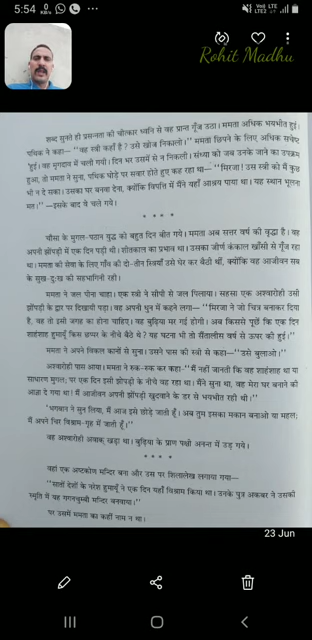 5:54
0
KB/s
Vo))
LTE2
LTE
Rohit Madhu
शब्द सुनते ही प्रसन्नता की चीत्कार ध्वनि से वह प्रान्त गूँज उठा। ममता अधिक भयभीत हुई।
पथिक ने कहा—"वह स्त्री कहाँ है? उसे खोज निकालो।" ममता छिपने के लिए अधिक सचेष्ट
हुई। वह मृगदाव में चली गयी। दिन भर उसमें से न निकली। संध्या को जब उनके जाने का उपक्रम
हुआ, तो ममता ने सुना, पथिक घोड़े पर सवार होते हुए कह रहा था—"मिरजा! उस स्त्री को मैं कुछ
भी न दे सका। उसका घर बनवा देना, क्योंकि विपत्ति में मैंने यहाँ आश्रय पाया था। यह स्थान भूलना
मत।"—इसके बाद वे चले गये।
* * * *
चौसा के मुगल-पठान युद्ध को बहुत दिन बीत गये। ममता अब सत्तर वर्ष की वृद्धा है। वह
अपनी झोंपड़ी में एक दिन पड़ी थी। शीतकाल का प्रभात था। उसका जीर्ण कंकाल खाँसी से गूँज रहा
था। ममता की सेवा के लिए गाँव की दो-तीन स्त्रियाँ उसे घेर कर बैठी थीं, क्योंकि वह आजीवन सब
के सुख-दुःख की सहभागिनी रही।
ममता ने जल पीना चाहा। एक स्त्री ने सीपी से जल पिलाया। सहसा एक अश्वारोही उसी
झोंपड़ी के द्वार पर दिखायी पड़ा। वह अपनी धुन में कहने लगा—"मिरजा ने जो चित्र बनाकर दिया
है, वह तो इसी जगह का होना चाहिए। वह बुढ़िया मर गई होगी। अब किससे पूछूँ कि एक दिन
शाहंशाह हुमायूँ किस छप्पर के नीचे बैठे थे? यह घटना भी तो सैंतालीस वर्ष से ऊपर की हुई।"
ममता ने अपने विकल कानों से सुना। उसने पास की स्त्री से कहा—"उसे बुलाओ।"
अश्वारोही पास आया। ममता ने रुक-रुक कर कहा—"मैं नहीं जानती कि वह शाहंशाह था या
साधारण मुगल; पर एक दिन इसी झोंपड़ी के नीचे वह रहा था। मैंने सुना था, वह मेरा घर बनाने की
आज्ञा दे गया था। मैं आजीवन अपनी झोंपड़ी खुदवाने के डर से भयभीत रही थी।
'भगवान ने सुन लिया, मैं आज इसे छोड़े जाती हूँ। अब तुम इसका मकान बनाओ या महल;
मैं अपने चिर विश्राम-गृह में जाती हूँ।'
वह अश्वारोही अवाक् खड़ा था। बुढ़िया के प्राण पक्षी अनन्त में उड़ गये।
* * * *
वहां एक अष्टकोण मन्दिर बना और उस पर शिलालेख लगाया गया—
"सातों देशों के नरेश हुमायूँ ने एक दिन यहाँ विश्राम किया था। उनके पुत्र अकबर ने उसकी
स्मृति में यह गगनचुम्बी मन्दिर बनवाया।"
पर उसमें ममता का कहीं नाम न था।
23 Jun